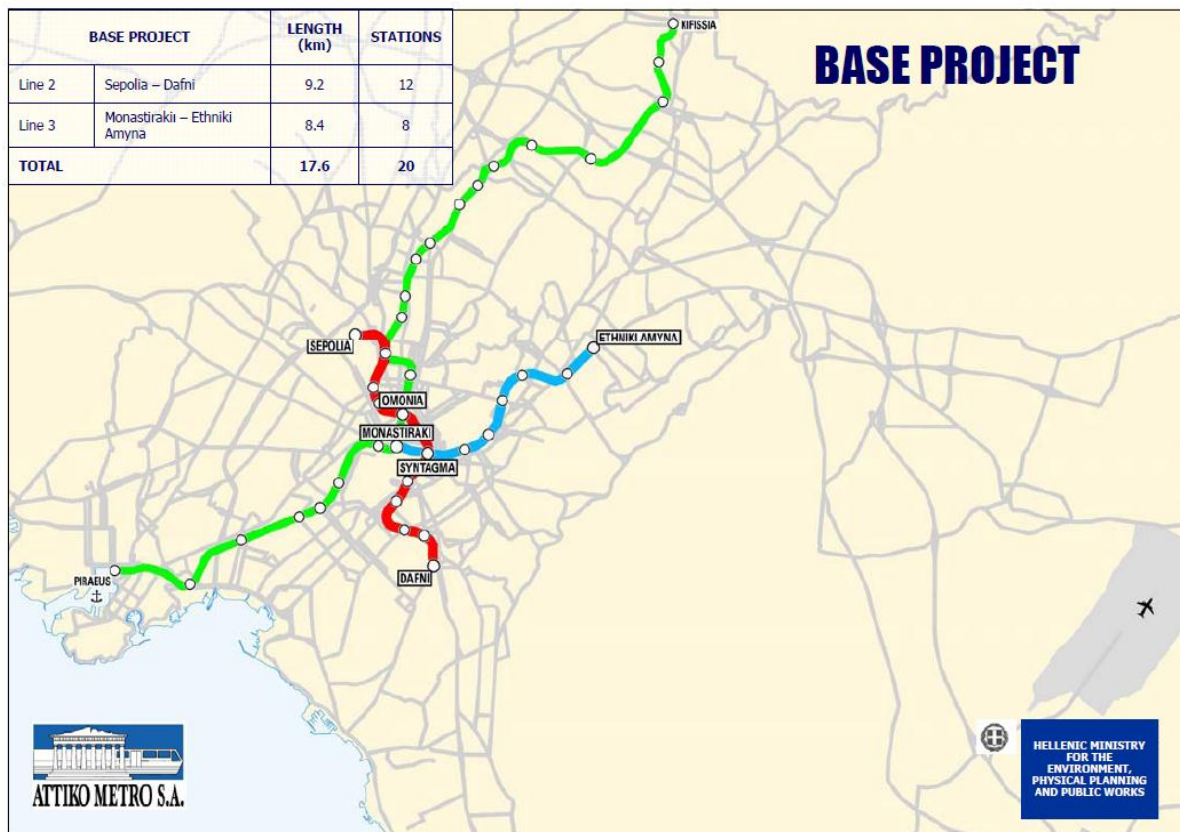 BASE PROJECT LENGTH (km) STATIONS
Line 2 Sepolia – Dafni 9.2 12
Line 3 Monastirakii – Ethniki Amyna 8.4 8
TOTAL 17.6 20
BASE PROJECT
KIFISSIA
SEPOLIA
ETHNIKI AMYNA
OMONIA
MONASTIRAKI
SYNTAGMA
DAFNI
PIRAEUS
ATTIKO METRO S.A.
HELLENIC MINISTRY
FOR THE
ENVIRONMENT,
PHYSICAL PLANNING
AND PUBLIC WORKS